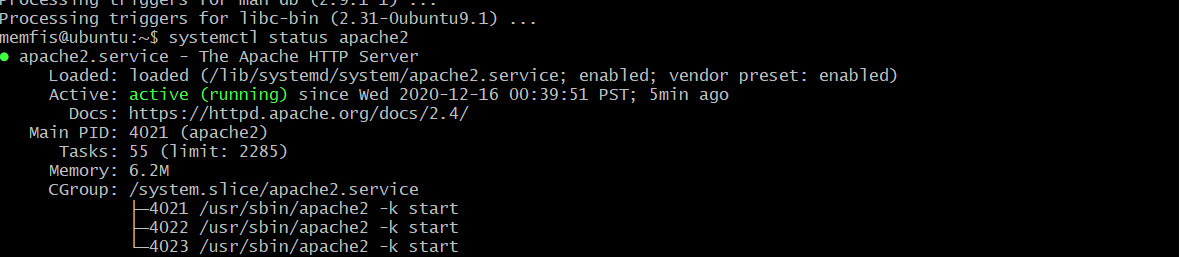 Processing triggers for man-db (2.9.1-1) ...
Processing triggers for libc-bin (2.31-0ubuntu9.1) ...
memfis@ubuntu:~$ systemctl status apache2
● apache2.service - The Apache HTTP Server
Loaded: loaded (/lib/systemd/system/apache2.service; enabled; vendor preset: enabled)
Active: active (running) since Wed 2020-12-16 00:39:51 PST; 5min ago
Docs: https://httpd.apache.org/docs/2.4/
Main PID: 4021 (apache2)
Tasks: 55 (limit: 2285)
Memory: 6.2M
CGroup: /system.slice/apache2.service
├─4021 /usr/sbin/apache2 -k start
├─4022 /usr/sbin/apache2 -k start
└─4023 /usr/sbin/apache2 -k start